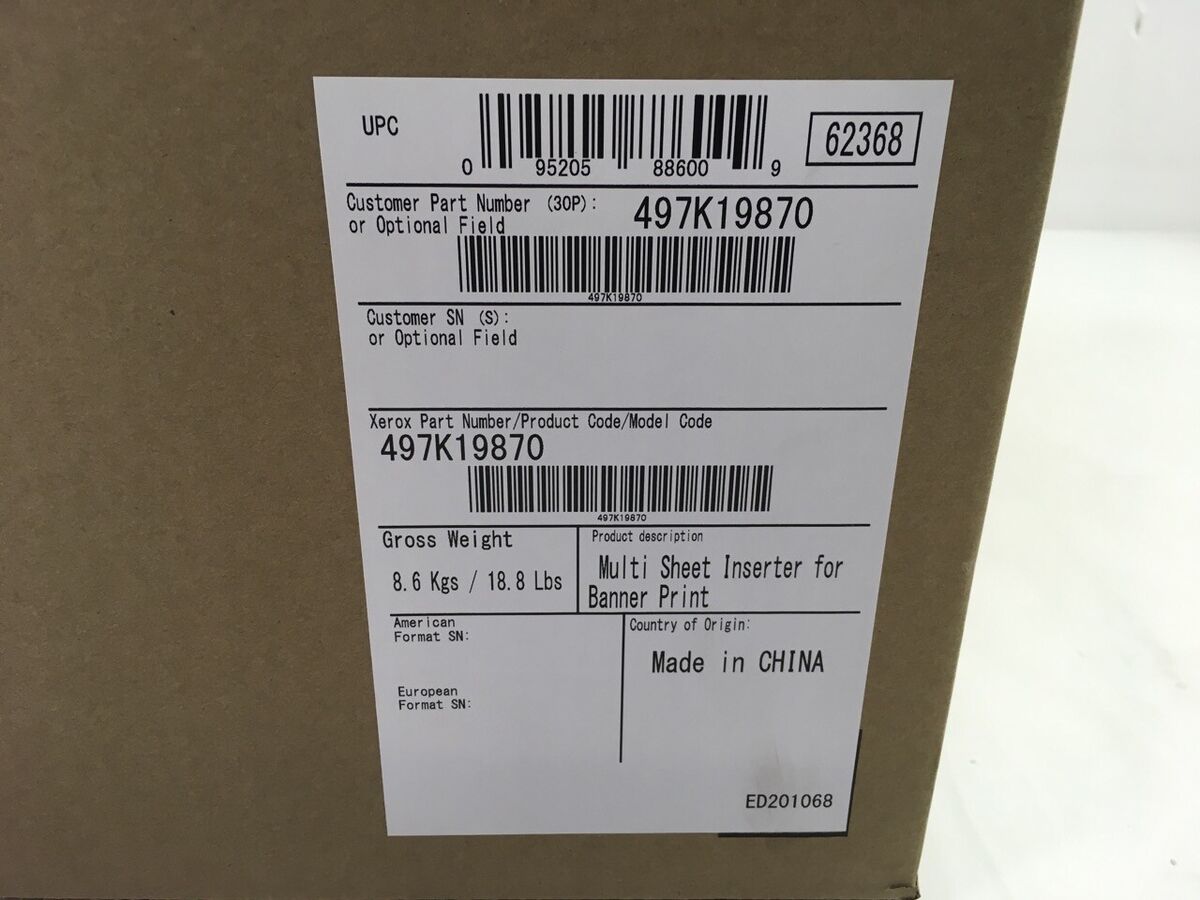 UPC
62368
0 95205 88600 9
Customer Part Number (30P):
or Optional Field
497K19870
497K19870
Customer SN (S):
or Optional Field
Xerox Part Number/Product Code/Model Code
497K19870
497K19870
Gross Weight
8.6 Kgs / 18.8 Lbs
Product description
Multi Sheet Inserter for
Banner Print
American
Format SN:
European
Format SN:
Country of Origin:
Made in CHINA
ED201068